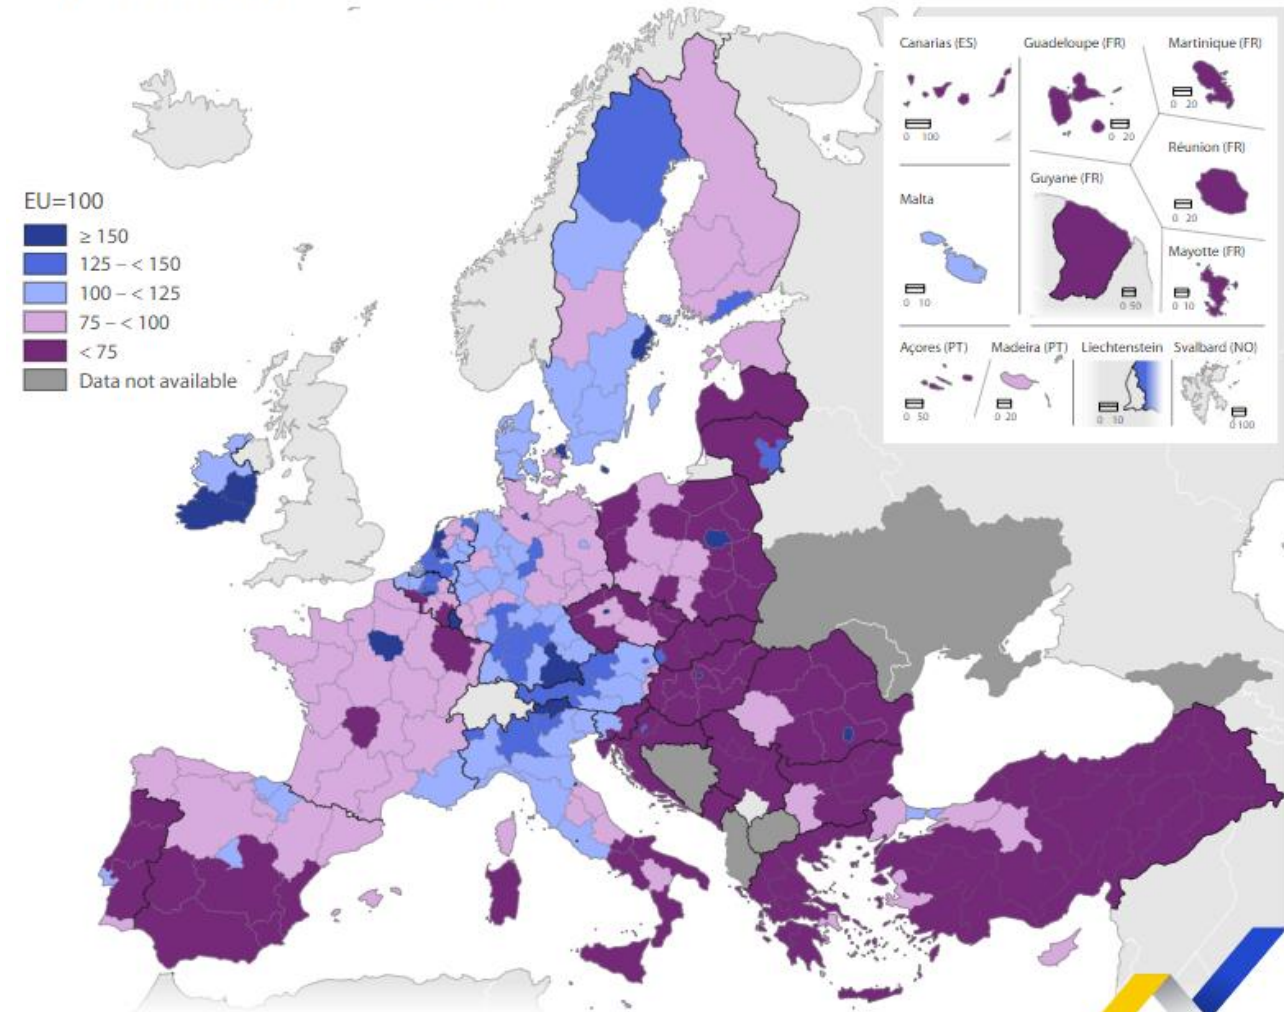 EU=100
≥ 150
125 – < 150
100 – < 125
75 – < 100
< 75
Data not available
Canarias (ES)
0 100
Guadeloupe (FR)
0 20
Martinique (FR)
0 20
Réunion (FR)
0 20
Guyane (FR)
0 50
Malta
0 10
Mayotte (FR)
0 10
Açores (PT)
0 50
Madeira (PT)
0 20
Liechtenstein
0 10
Svalbard (NO)
0 100